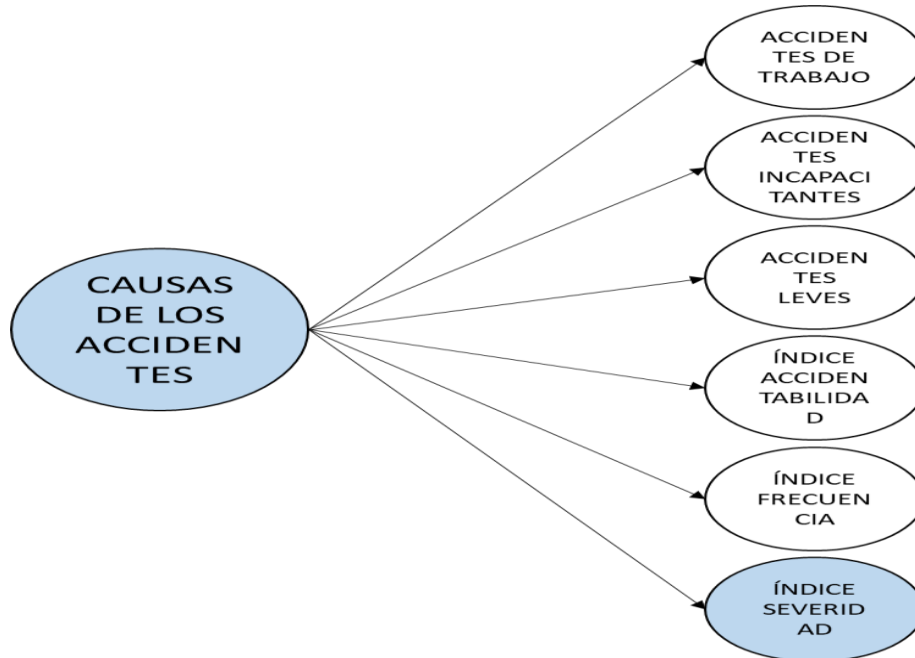 ACCIDEN
TES DE
TRABAJO
ACCIDEN
TES
INCAPACI
TANTES
ACCIDEN
TES
LEVES
CAUSAS
DE LOS
ACCIDEN
TES
ÍNDICE
ACCIDEN
TABILIDA
D
ÍNDICE
FRECUEN
CIA
ÍNDICE
SEVERID
AD